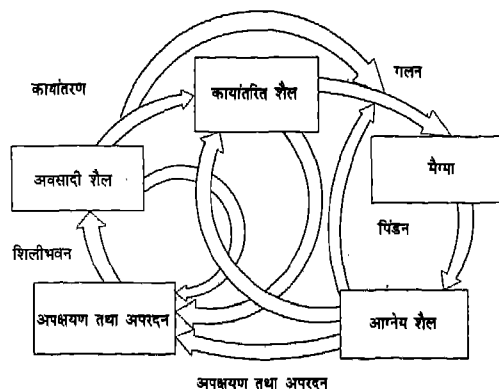 गलन
कायांतरण
कायांतरित शैल
मैग्मा
अवसादी शैल
पिंडन
शिलीभवन
अपक्षयण तथा अपरदन
आग्नेय शैल
अपक्षयण तथा अपरदन